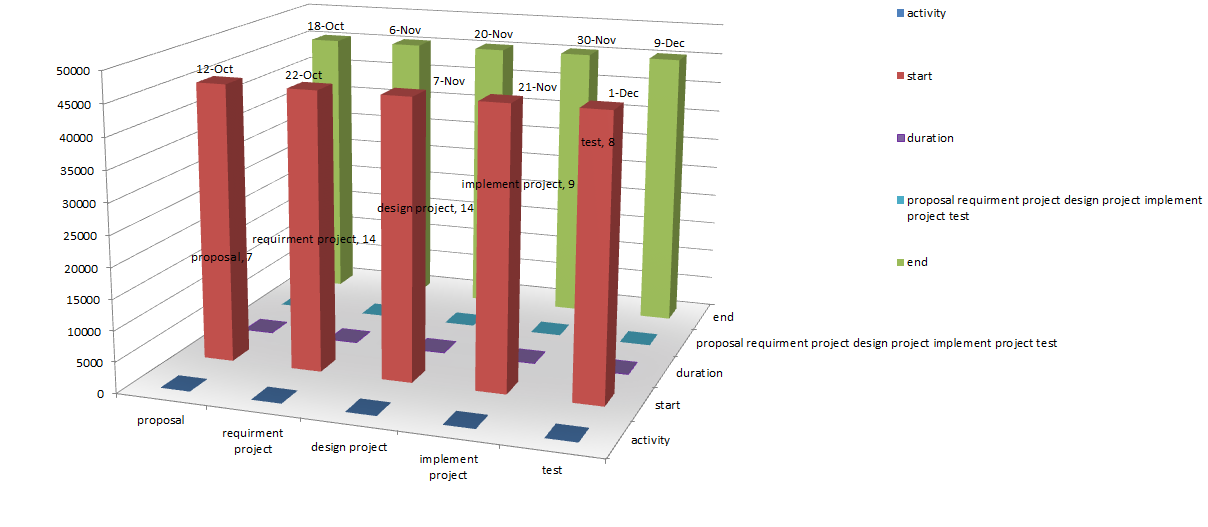 18-Oct
6-Nov
20-Nov
30-Nov
9-Dec
12-Oct
22-Oct
7-Nov
21-Nov
1-Dec
50000
45000
40000
35000
30000
25000
20000
15000
10000
5000
0
test, 8
implement project, 9
design project, 14
requirment project, 14
proposal, 7
proposal
requirment
project
design project
implement
project
test
end
proposal requirment project design project implement project test
duration
start
activity
activity
start
duration
proposal requirment project design project implement
project test
end